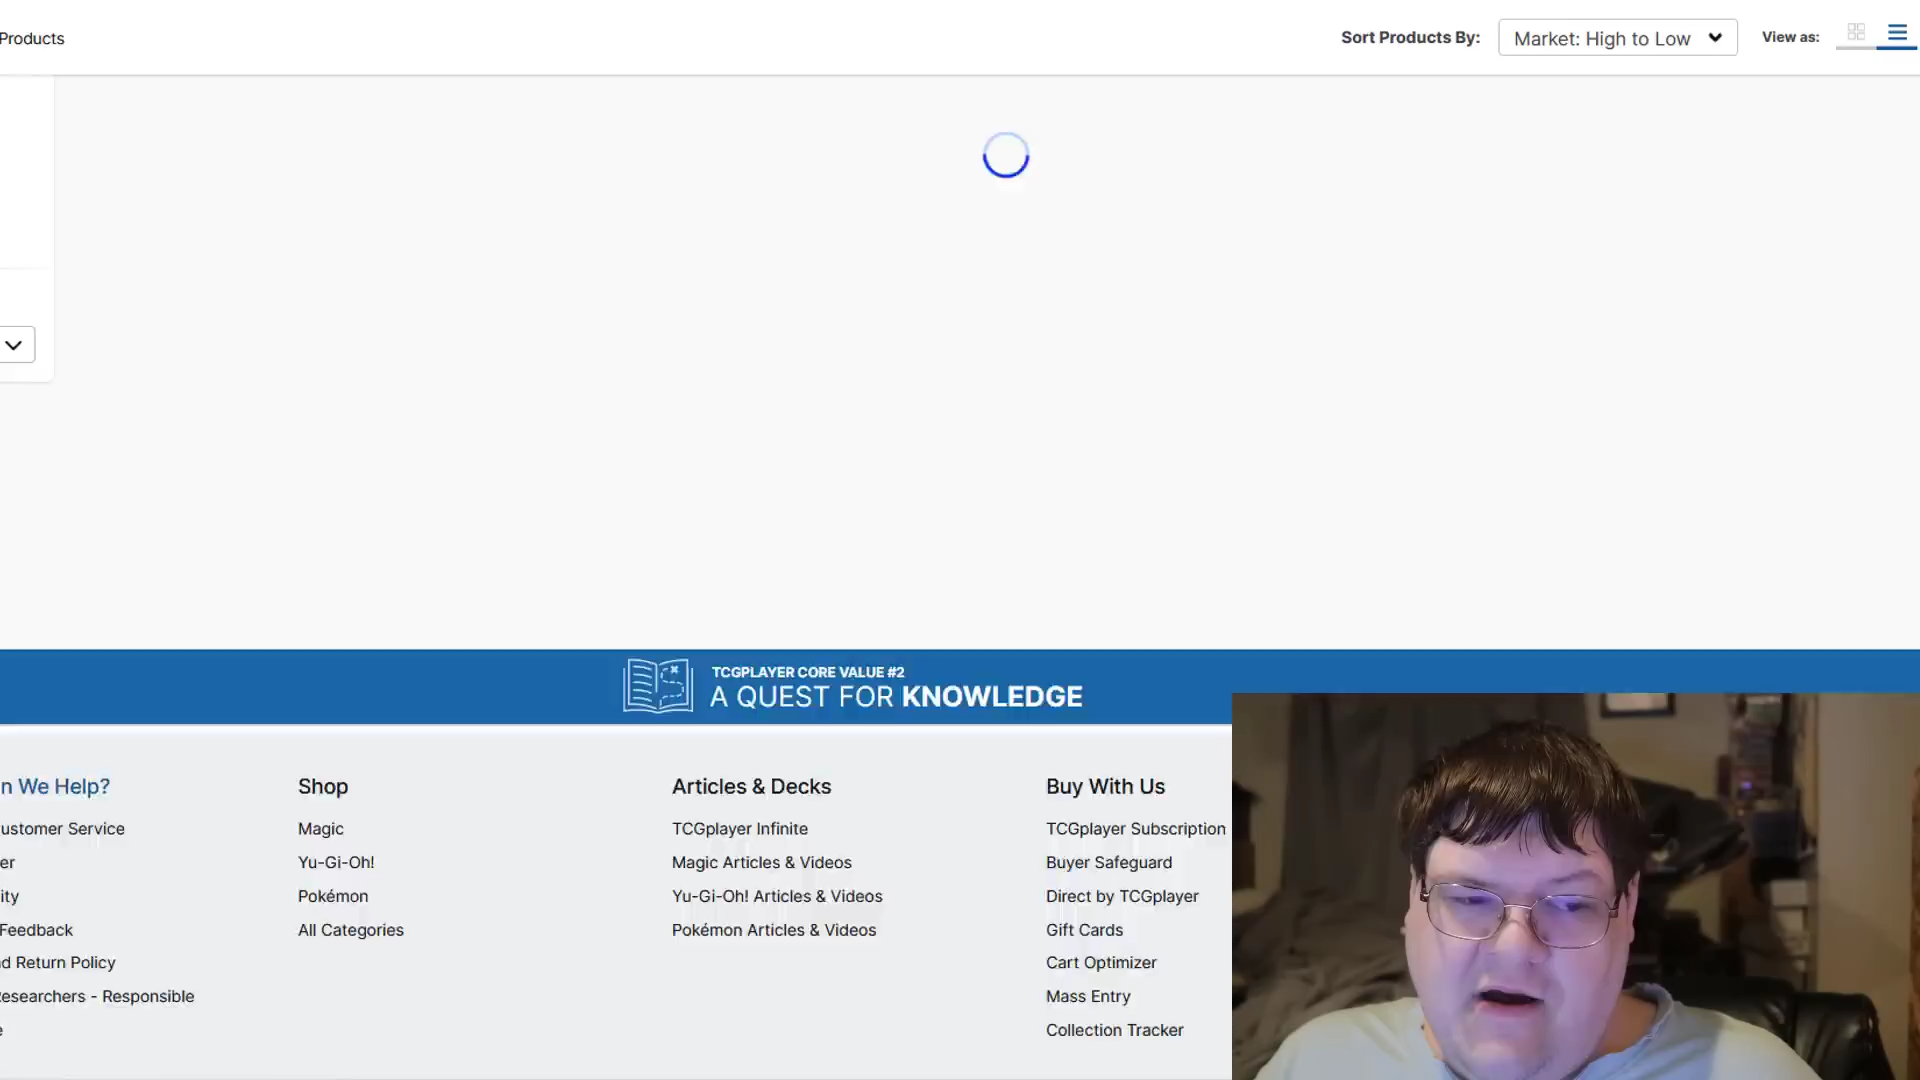 Products
Sort Products By:
Market: High to Low
View as:
TCGPLAYER CORE VALUE #2
A QUEST FOR KNOWLEDGE
n We Help?
ustomer Service
er
ity
Feedback
d Return Policy
esearchers - Responsible
e
Shop
Magic
Yu-Gi-Oh!
Pokémon
All Categories
Articles & Decks
TCGplayer Infinite
Magic Articles & Videos
Yu-Gi-Oh! Articles & Videos
Pokémon Articles & Videos
Buy With Us
TCGplayer Subscription
Buyer Safeguard
Direct by TCGplayer
Gift Cards
Cart Optimizer
Mass Entry
Collection Tracker